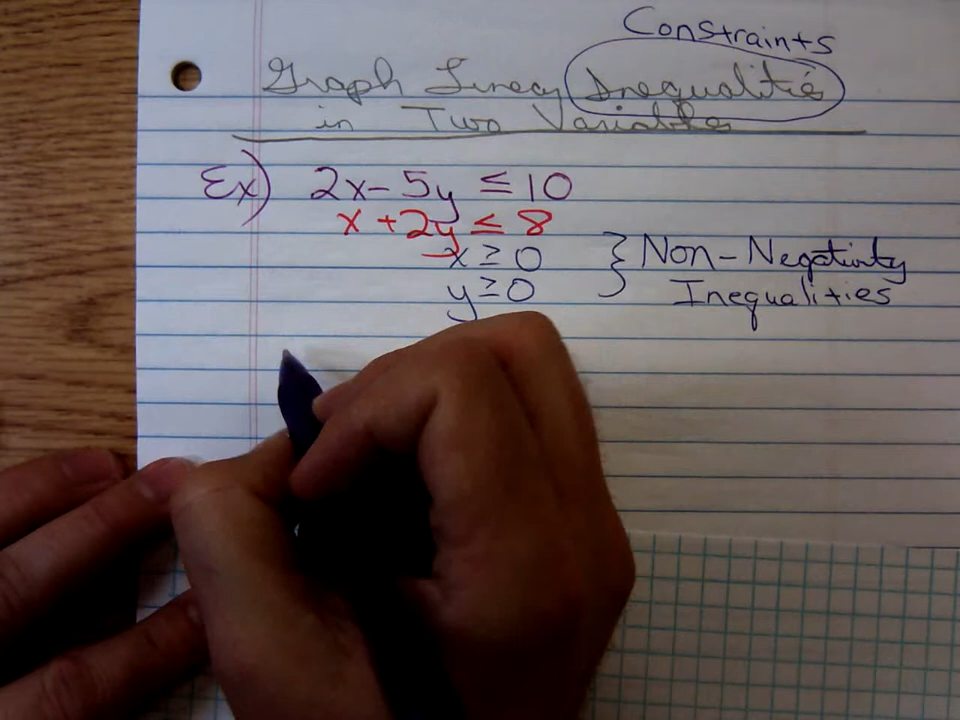 Constraints
Graph Linear Inequalities
in Two Variables
Ex) 2x - 5y ≤ 10
x + 2y ≤ 8
x ≥ 0 } Non-Negativity
y ≥ 0 Inequalities